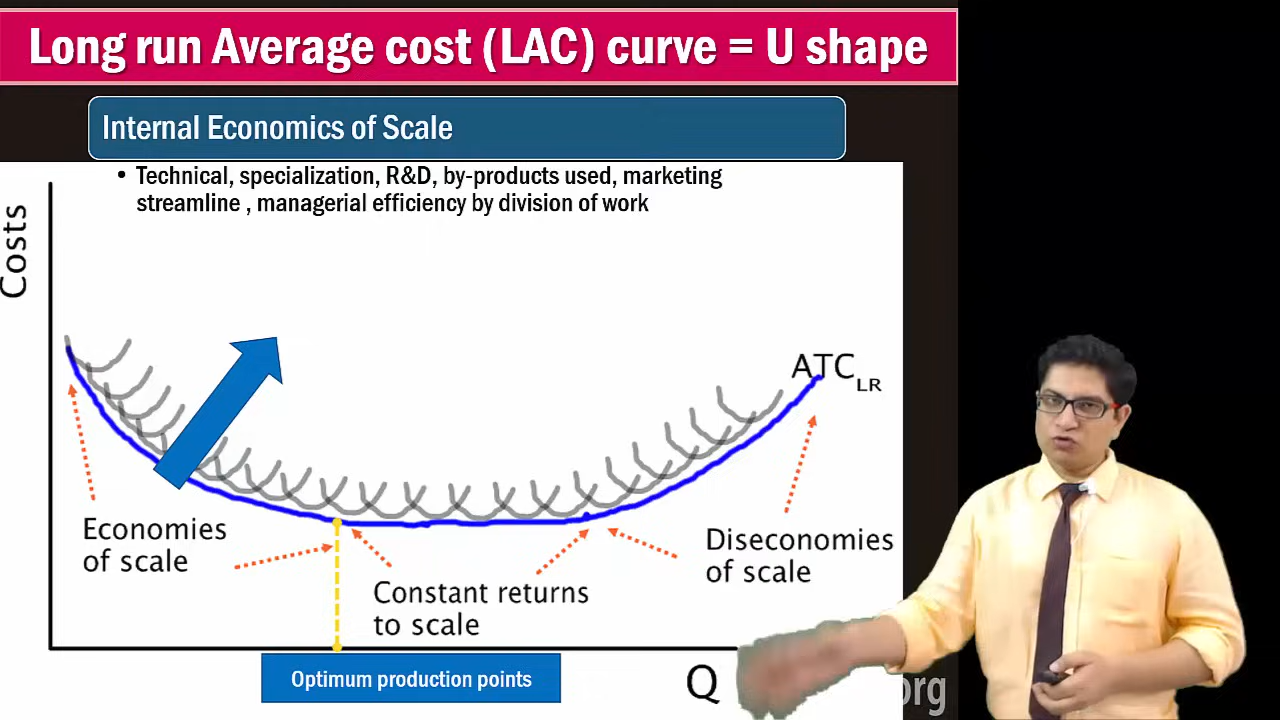 Long run Average cost (LAC) curve = U shape
Internal Economics of Scale
• Technical, specialization, R&D, by-products used, marketing
streamline , managerial efficiency by division of work
Costs
ATC LR
Economies
of scale
Diseconomies
of scale
Constant returns
to scale
Optimum production points
Q
org